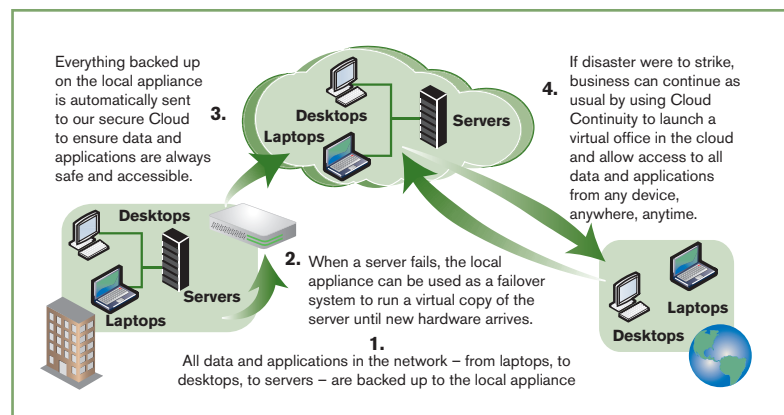 Everything backed up
on the local appliance
is automatically sent
to our secure Cloud
to ensure data and
applications are always
safe and accessible.
3.
Desktops
Servers
Laptops
4.
If disaster were to strike,
business can continue as
usual by using Cloud
Continuity to launch a
virtual office in the cloud
and allow access to all
data and applications
from any device,
anywhere, anytime.
Desktops
Servers
Laptops
2.
When a server fails, the local
appliance can be used as a failover
system to run a virtual copy of the
server until new hardware arrives.
Laptops
Desktops
1.
All data and applications in the network – from laptops, to
desktops, to servers – are backed up to the local appliance